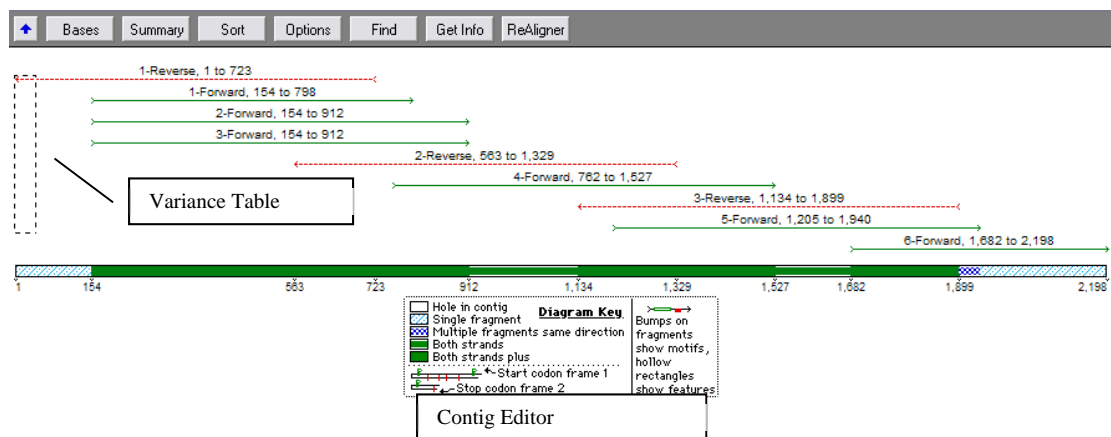 Bases Summary Sort Options Find Get Info ReAligner
1-Reverse, 1 to 723
1-Forward, 154 to 798
2-Forward, 154 to 912
3-Forward, 154 to 912
2-Reverse, 563 to 1,329
4-Forward, 762 to 1,527
3-Reverse, 1,134 to 1,899
5-Forward, 1,205 to 1,940
6-Forward, 1,682 to 2,198
Variance Table
1 154 563 723 912 1,134 1,329 1,527 1,682 1,899 2,198
Diagram Key
Hole in contig
Single fragment
Multiple fragments same direction
Both strands
Both strands plus
Start codon frame 1
Stop codon frame 2
Bumps on
fragments
show motifs,
hollow
rectangles
show features
Contig Editor